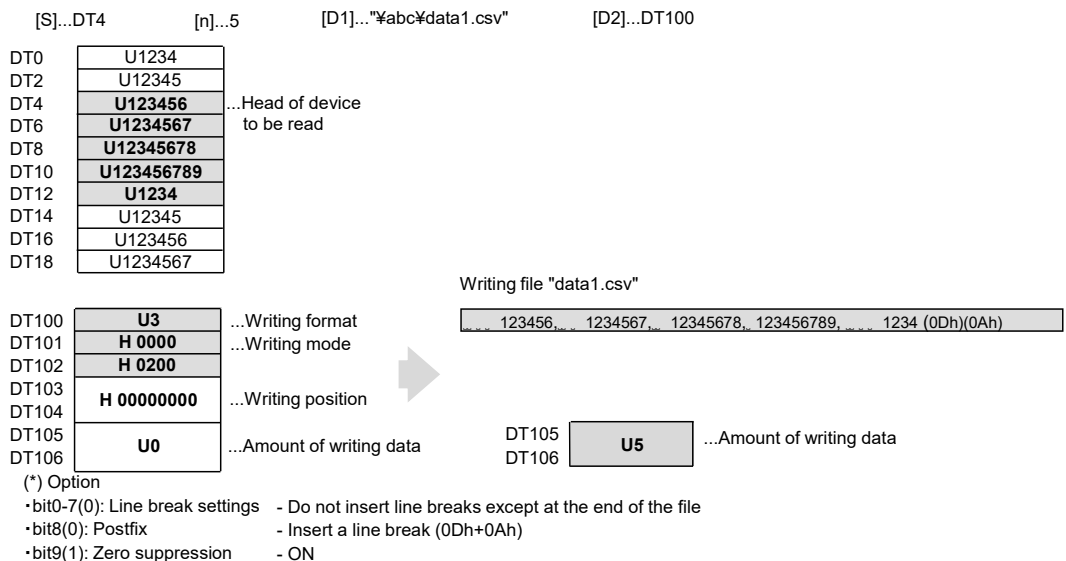 [S]...DT4 [n]...5 [D1]..."¥abc¥data1.csv" [D2]...DT100
DT0 U1234
DT2 U12345
DT4 U123456 ...Head of device
DT6 U1234567 to be read
DT8 U12345678
DT10 U123456789
DT12 U1234
DT14 U12345
DT16 U123456
DT18 U1234567
Writing file "data1.csv"
␣␣␣123456,␣␣1234567,␣12345678,␣123456789,␣␣␣1234 (0Dh)(0Ah)
DT100 U3 ...Writing format
DT101 H 0000 ...Writing mode
DT102 H 0200
DT103
DT104 H 00000000 ...Writing position
DT105
DT106 U0 ...Amount of writing data
DT105
DT106 U5 ...Amount of writing data
(*) Option
・bit0-7(0): Line break settings - Do not insert line breaks except at the end of the file
・bit8(0): Postfix - Insert a line break (0Dh+0Ah)
・bit9(1): Zero suppression - ON